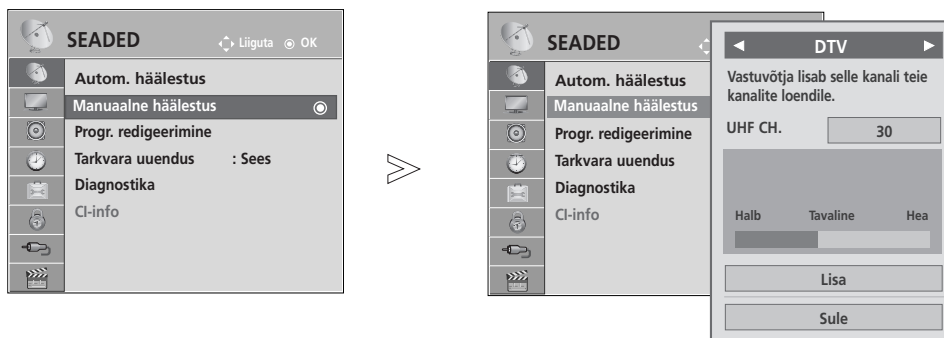 SEADED
Liiguta OK
Autom. häälestus
Manuaalne häälestus
Progr. redigeerimine
Tarkvara uuendus : Sees
Diagnostika
CI-info
SEADED
Autom. häälestus
Manuaalne häälestus
Progr. redigeerimine
Tarkvara uuendus
Diagnostika
CI-info
DTV
Vastuvõtja lisab selle kanali teie
kanalite loendile.
UHF CH. 30
Halb Tavaline Hea
Lisa
Sule